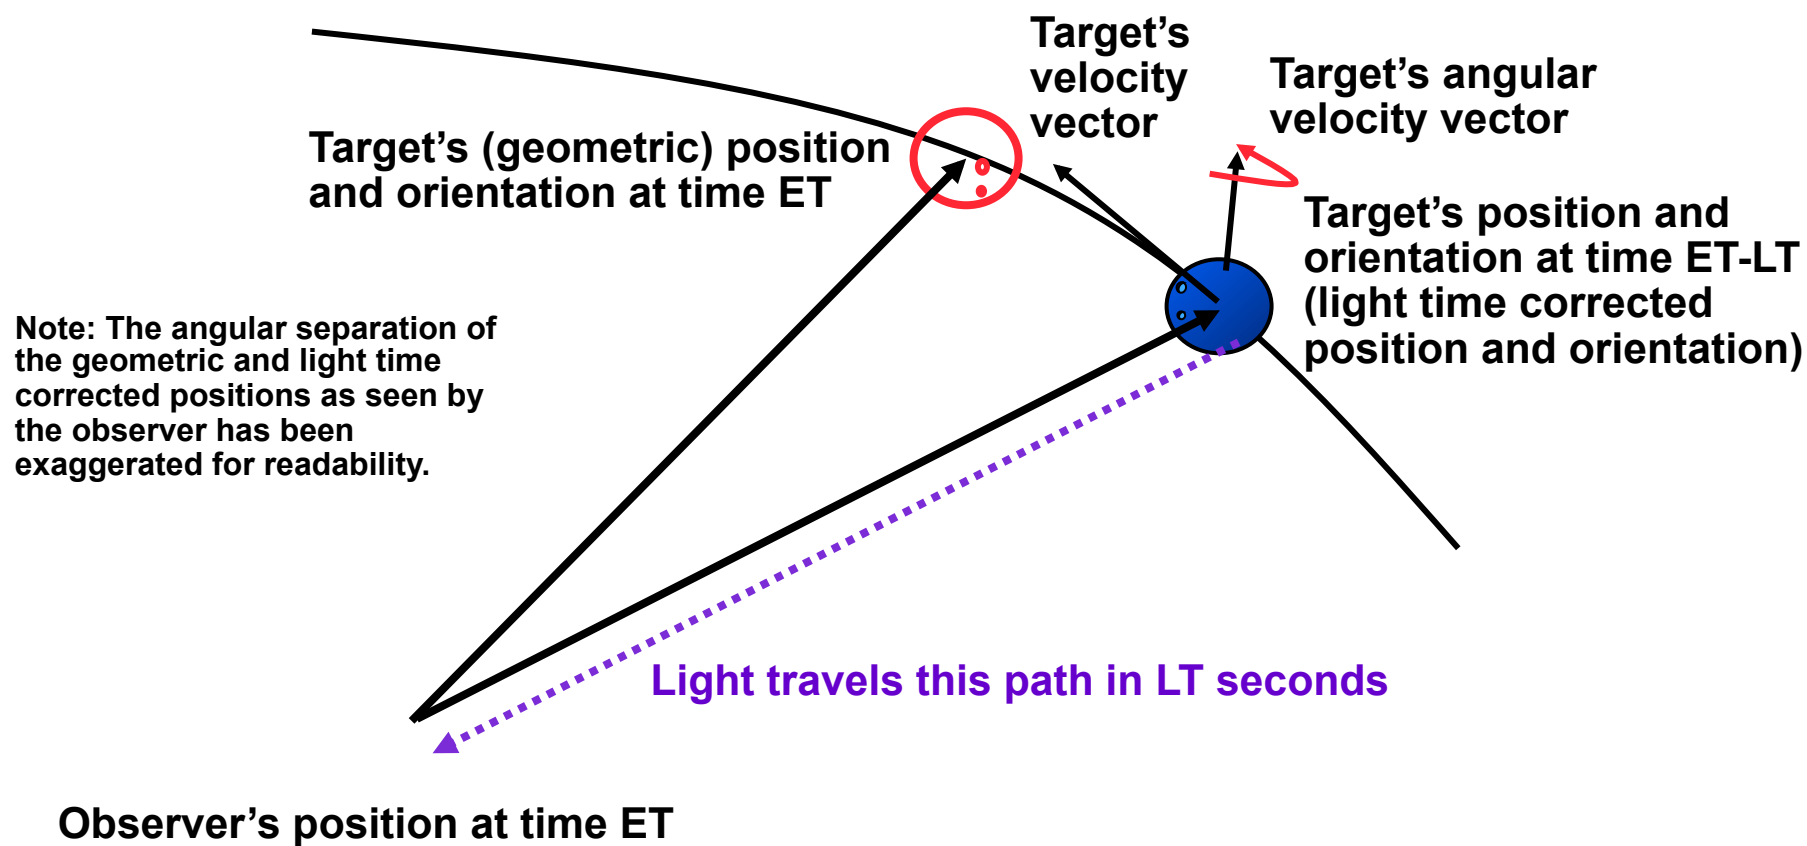 Target’s
velocity
vector
Target’s angular
velocity vector
Target’s (geometric) position
and orientation at time ET
Target’s position and
orientation at time ET-LT
(light time corrected
position and orientation)
Note: The angular separation of
the geometric and light time
corrected positions as seen by
the observer has been
exaggerated for readability.
Light travels this path in LT seconds
Observer’s position at time ET